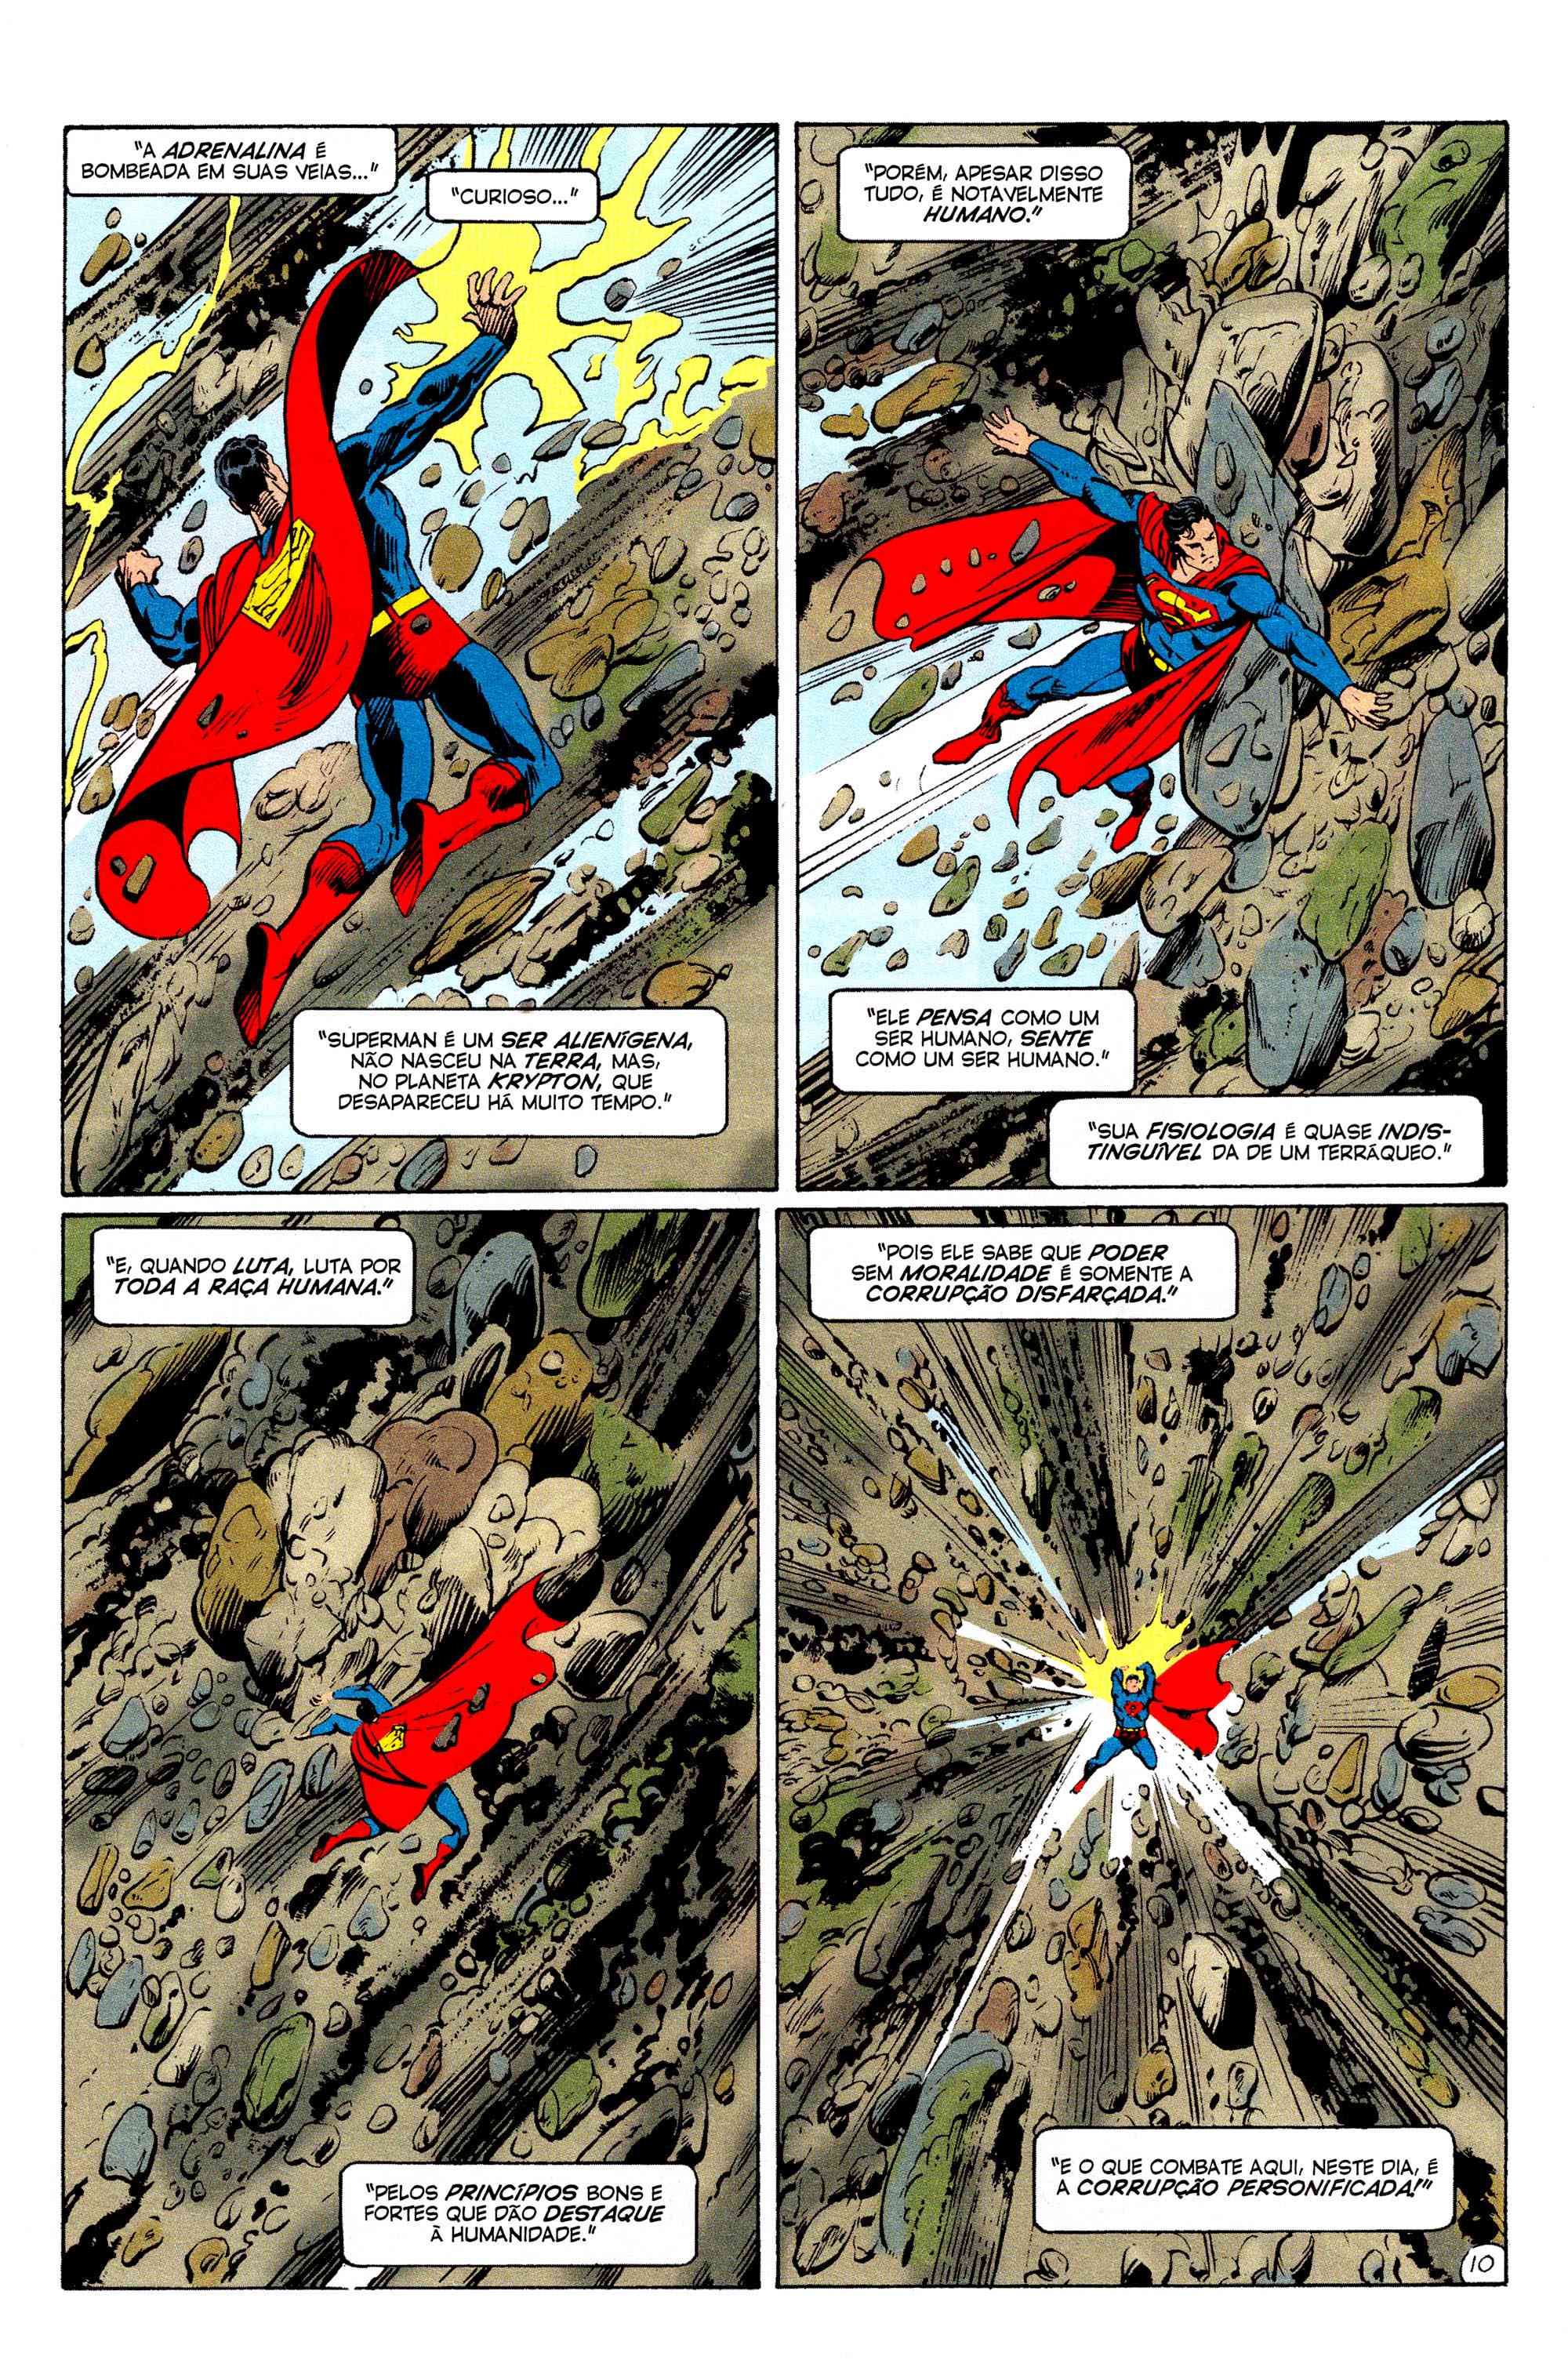 "A ADRENALINA É
BOMBEADA EM SUAS VEIAS..."
"CURIOSO..."
"SUPERMAN É UM SER ALIENÍGENA,
NÃO NASCEU NA TERRA, MAS,
NO PLANETA KRYPTON, QUE
DESAPARECEU HÁ MUITO TEMPO."
"PORÉM, APESAR DISSO
TUDO, É NOTAVELMENTE
HUMANO."
"ELE PENSA COMO UM
SER HUMANO, SENTE
COMO UM SER HUMANO."
"SUA FISIOLOGIA É QUASE INDIS-
TINGUÍVEL DA DE UM TERRÁQUEO."
"E, QUANDO LUTA, LUTA POR
TODA A RAÇA HUMANA."
"PELOS PRINCÍPIOS BONS E
FORTES QUE DÃO DESTAQUE
À HUMANIDADE."
"POIS ELE SABE QUE PODER
SEM MORALIDADE É SOMENTE A
CORRUPÇÃO DISFARÇADA."
"E O QUE COMBATE AQUI, NESTE DIA, É
A CORRUPÇÃO PERSONIFICADA!"
10